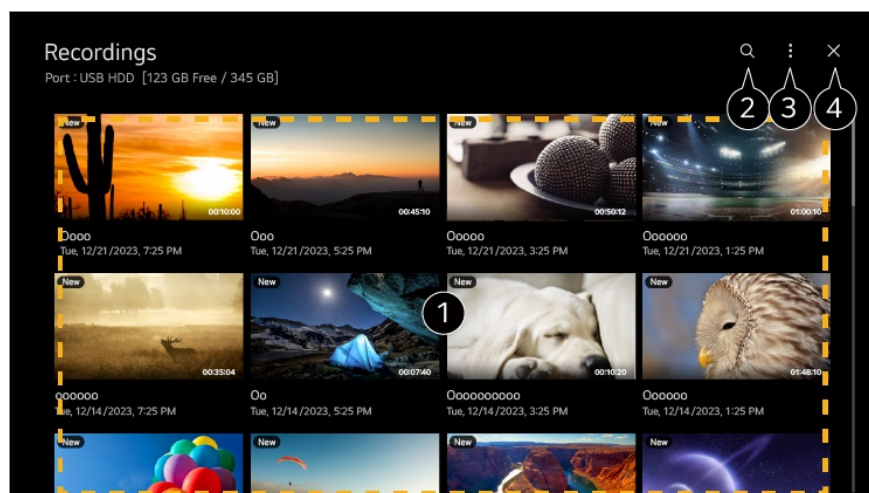 Recordings
Port : USB HDD [123 GB Free / 345 GB]
2 3 4
New New New New
00:10:00 00:45:10 00:50:12 01:00:10
Oooo Ooo Ooooo Oooooo
Tue, 12/21/2023, 7:25 PM Tue, 12/21/2023, 5:25 PM Tue, 12/21/2023, 3:25 PM Tue, 12/21/2023, 1:25 PM
New New New New
1
00:35:04 00:07:40 00:10:20 01:48:10
oooooo Oo Oooooooooo Oooooo
Tue, 12/14/2023, 7:25 PM Tue, 12/14/2023, 5:25 PM Tue, 12/14/2023, 3:25 PM Tue, 12/14/2023, 1:25 PM
New New New New